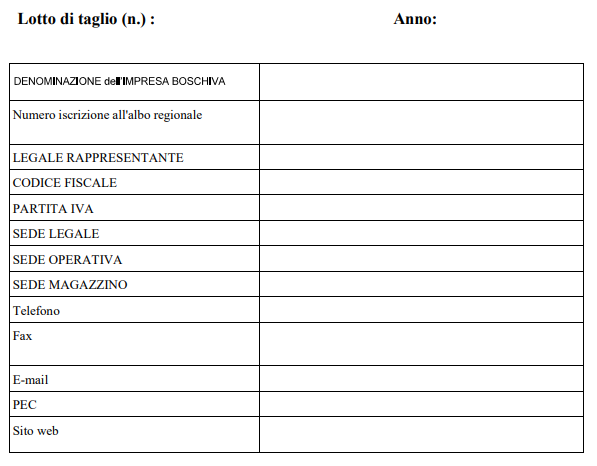 Lotto di taglio (n.) : Anno:
DENOMINAZIONE dell'IMPRESA BOSCHIVA
Numero iscrizione all'albo regionale
LEGALE RAPPRESENTANTE
CODICE FISCALE
PARTITA IVA
SEDE LEGALE
SEDE OPERATIVA
SEDE MAGAZZINO
Telefono
Fax
E-mail
PEC
Sito web